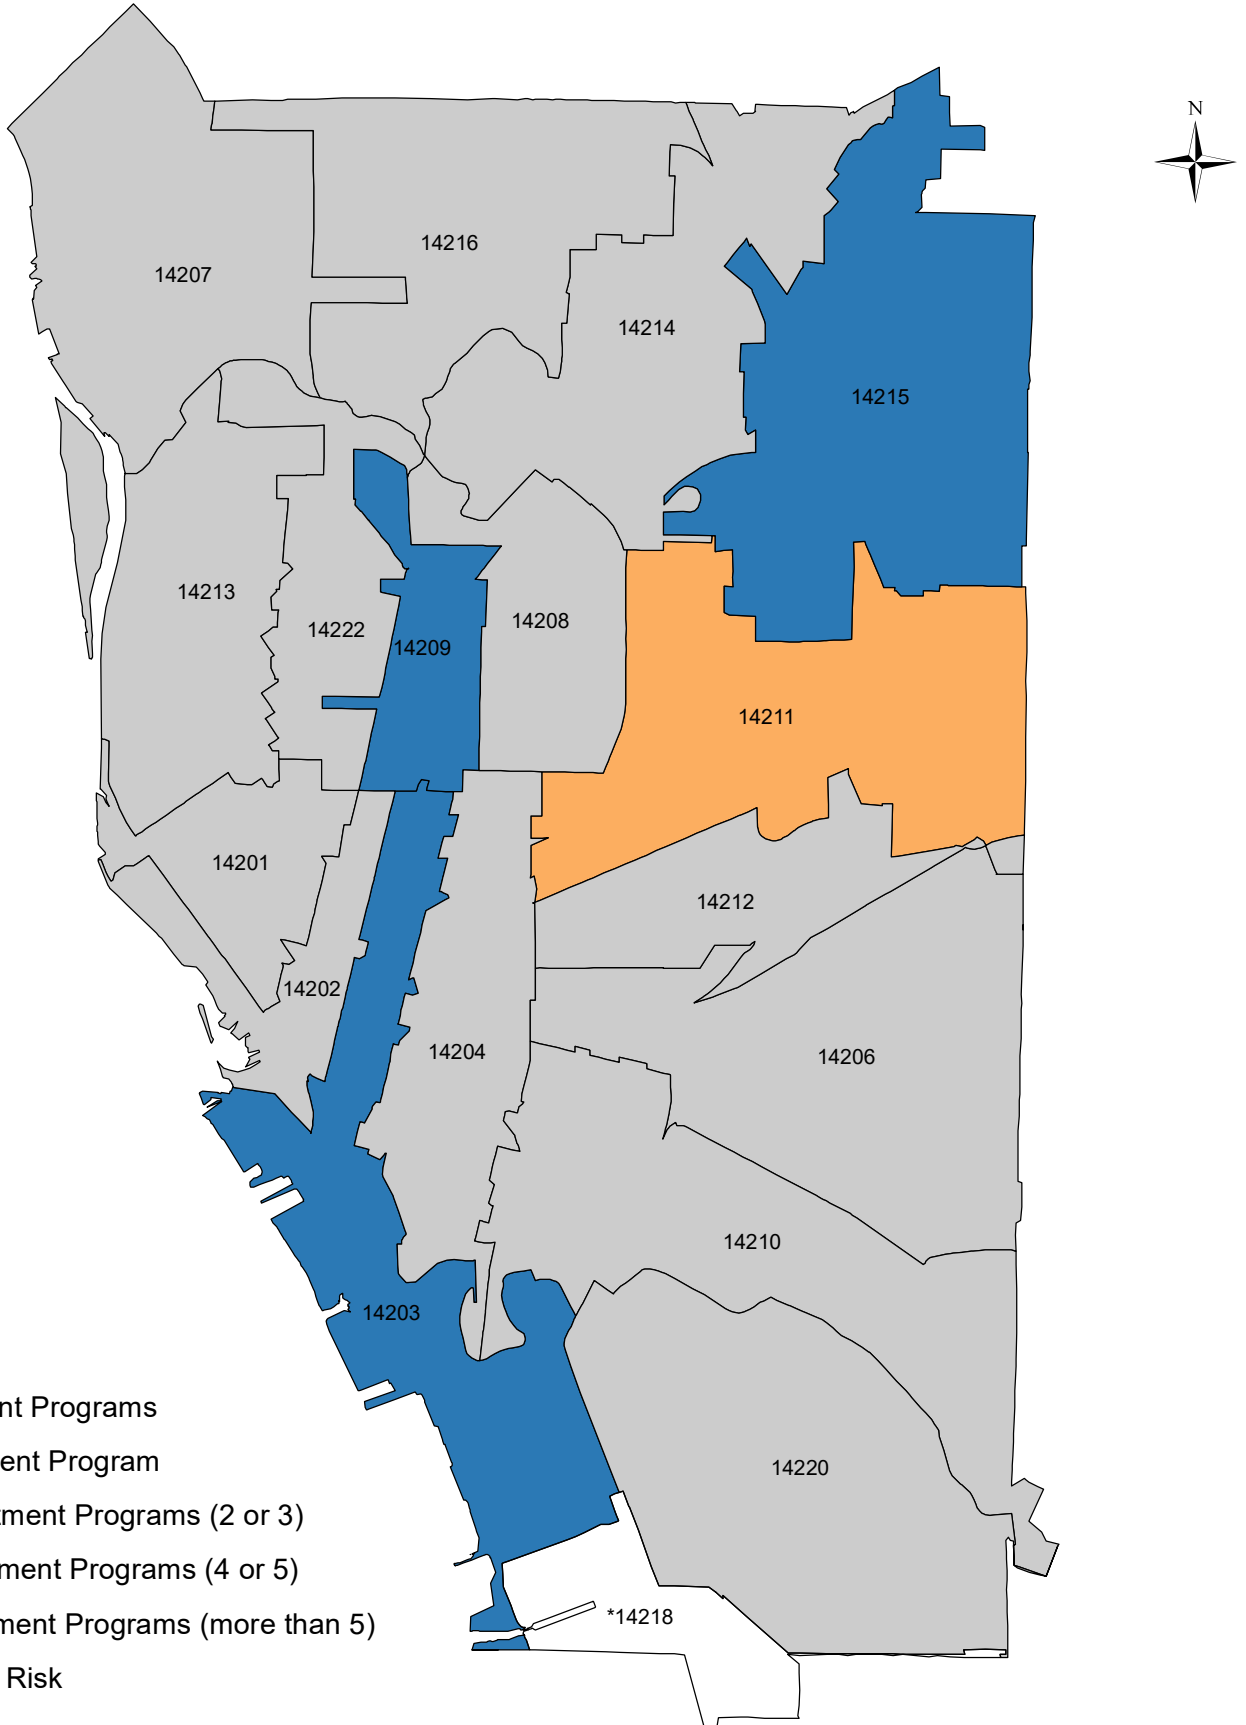 N
14216
14207
14214
14215
14213
14208
14222
14209
14211
14201
14212
14202
14204
14206
14210
14203
14220
nt Programs
ent Program
tment Programs (2 or 3)
ment Programs (4 or 5)
ment Programs (more than 5)
*14218
Risk